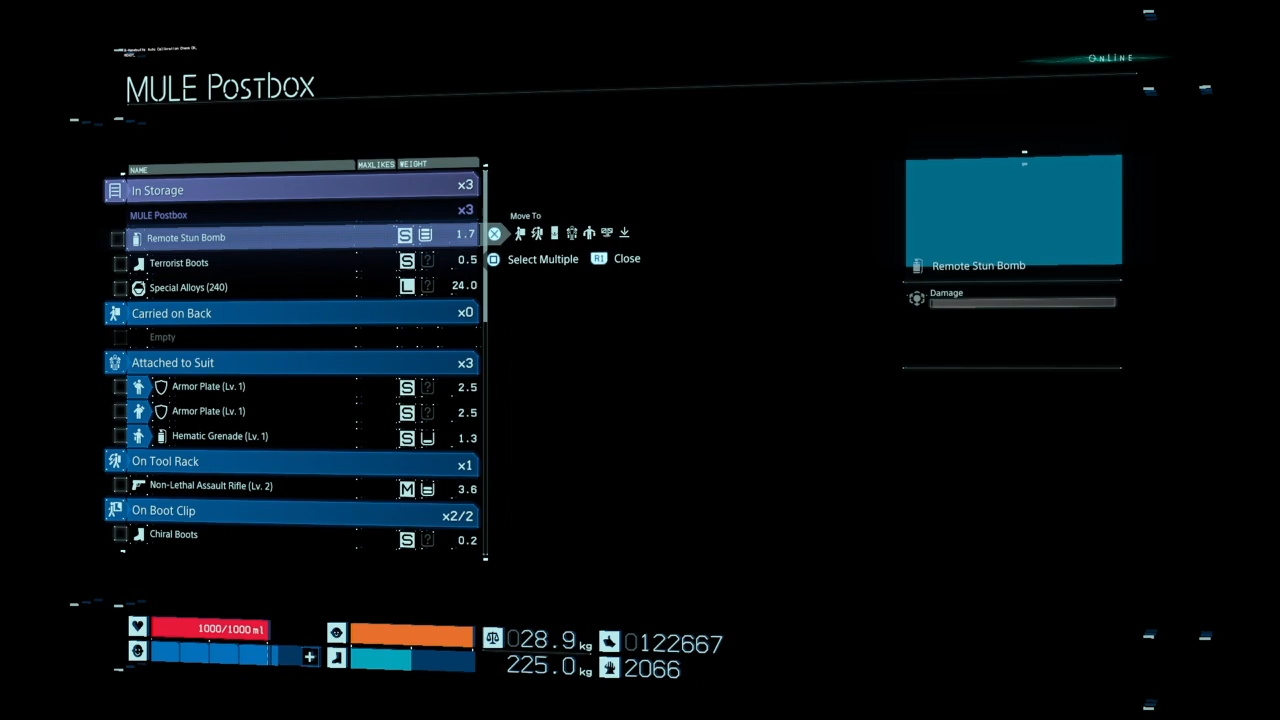 READY.
ONLINE
MULE Postbox
NAME MAXLIKES WEIGHT
In Storage x3
MULE Postbox x3
Remote Stun Bomb S 1.7
Terrorist Boots S ? 0.5
Special Alloys (240) L ? 24.0
Carried on Back x0
Empty
Attached to Suit x3
Armor Plate (Lv. 1) S ? 2.5
Armor Plate (Lv. 1) S ? 2.5
Hematic Grenade (Lv. 1) S 1.3
On Tool Rack x1
Non-Lethal Assault Rifle (Lv. 2) M 3.6
On Boot Clip x2/2
Chiral Boots S ? 0.2
Move To
Select Multiple R1 Close
Remote Stun Bomb
Damage
1000/1000 ml
028.9 kg 0122667
225.0 kg 2066